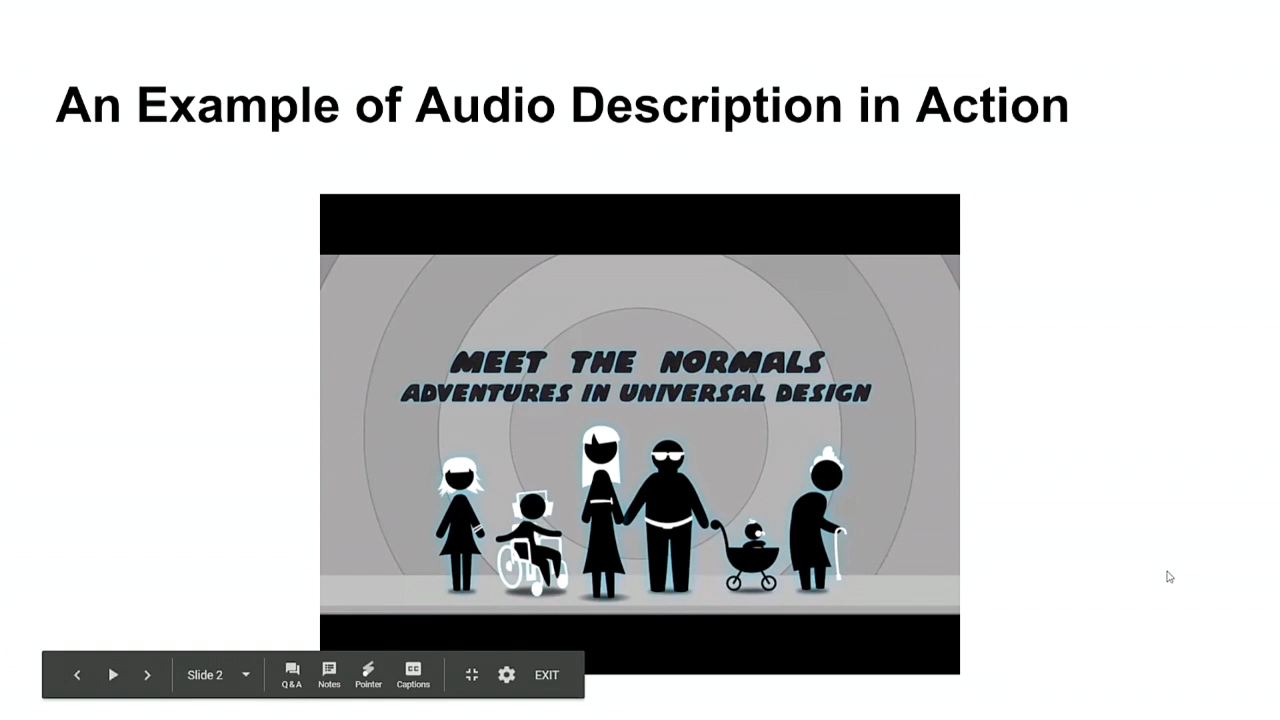 An Example of Audio Description in Action
MEET THE NORMALS
ADVENTURES IN UNIVERSAL DESIGN
Slide 2
Q&A
Notes
Pointer
CC
Captions
EXIT